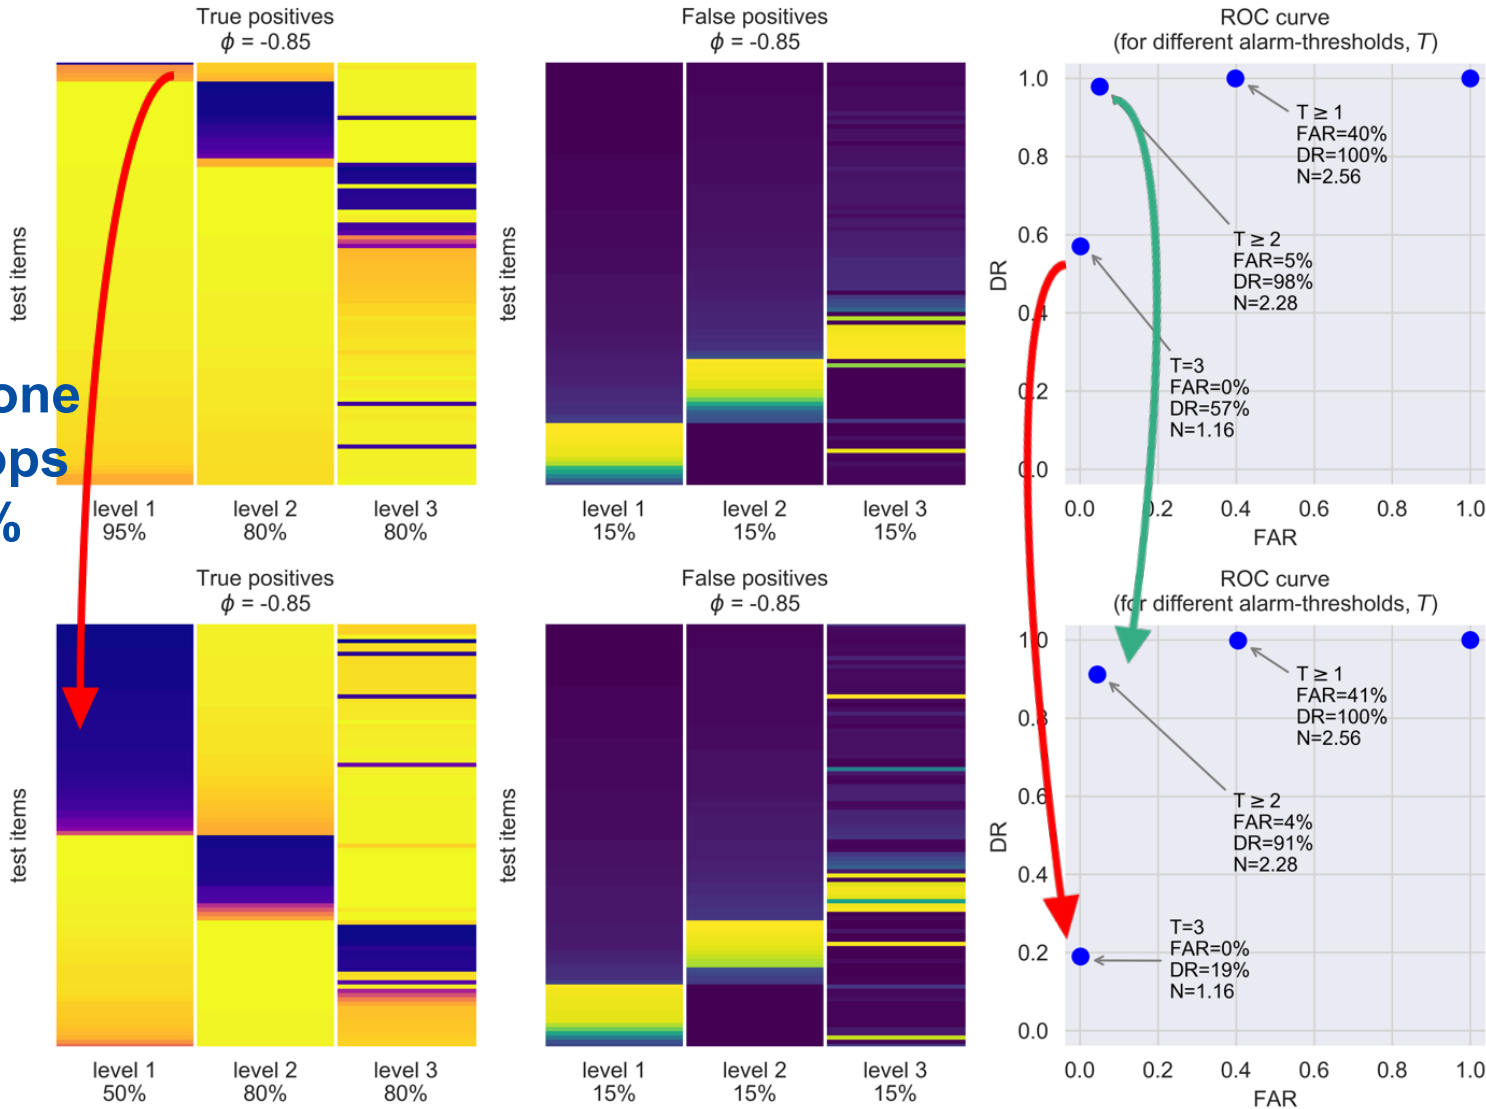 True positives
ϕ = -0.85
False positives
ϕ = -0.85
ROC curve
(for different alarm-thresholds, T)
test items
test items
DR
1.0
0.8
0.6
0.4
0.2
0.0
T ≥ 1
FAR=40%
DR=100%
N=2.56
T ≥ 2
FAR=5%
DR=98%
N=2.28
T=3
FAR=0%
DR=57%
N=1.16
one
ops
%
level 1
95%
level 2
80%
level 3
80%
level 1
15%
level 2
15%
level 3
15%
0.0 0.2 0.4 0.6 0.8 1.0
FAR
True positives
ϕ = -0.85
False positives
ϕ = -0.85
ROC curve
(for different alarm-thresholds, T)
test items
test items
DR
1.0
0.8
0.6
0.4
0.2
0.0
T ≥ 1
FAR=41%
DR=100%
N=2.56
T ≥ 2
FAR=4%
DR=91%
N=2.28
T=3
FAR=0%
DR=19%
N=1.16
level 1
50%
level 2
80%
level 3
80%
level 1
15%
level 2
15%
level 3
15%
0.0 0.2 0.4 0.6 0.8 1.0
FAR